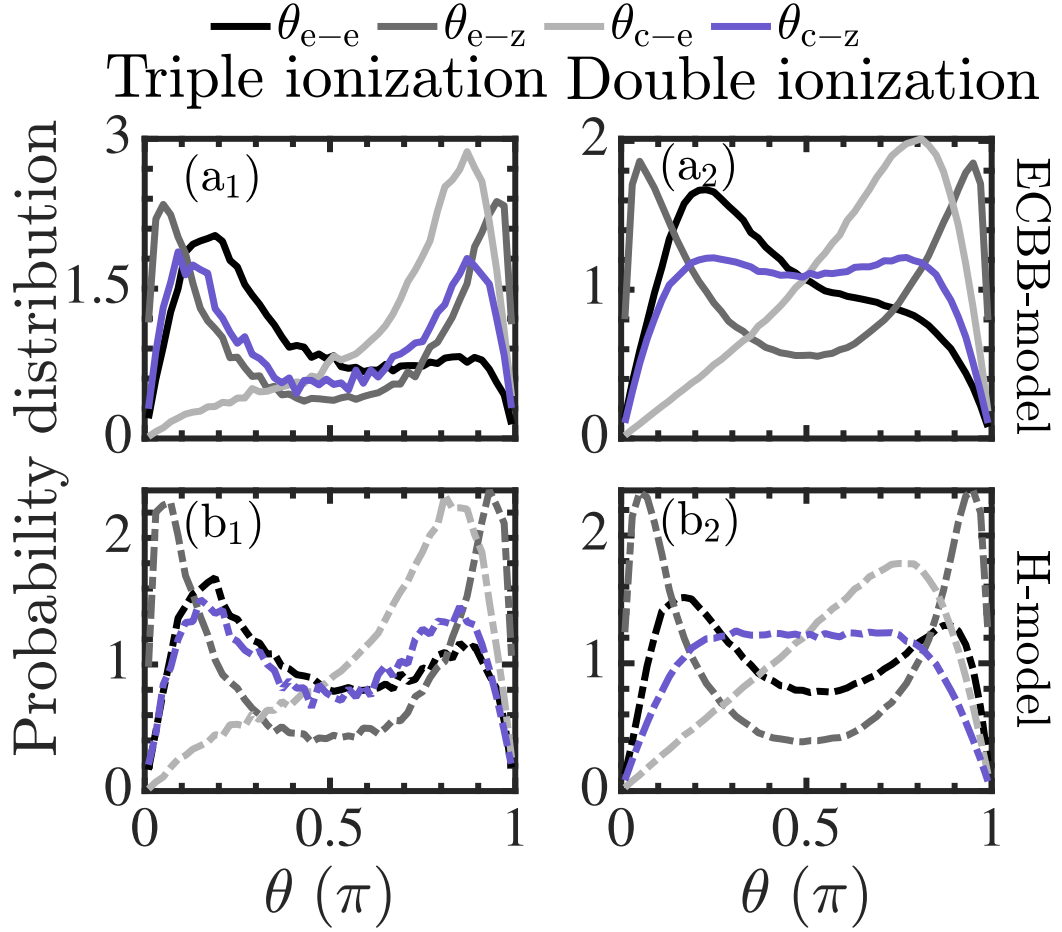 θe−e θe−z θc−e θc−z
Triple ionization Double ionization
Probability distribution
3
1.5
0
(a1)
2
1
0
(a2)
ECBB-model
2
1
0
(b1)
0 0.5 1
θ (π)
2
1
0
(b2)
0 0.5 1
θ (π)
H-model